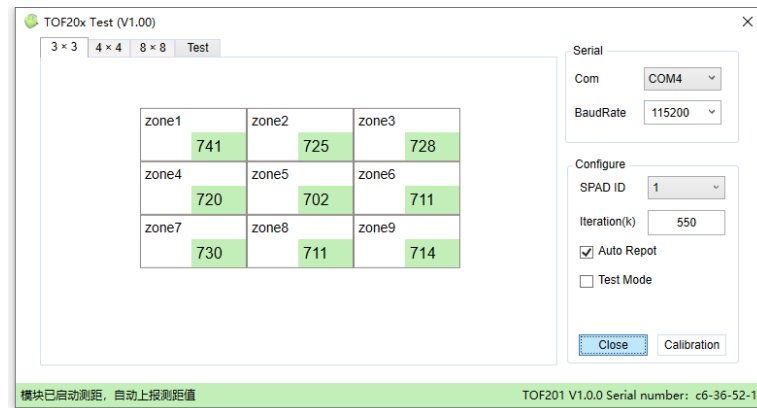 TOF20x Test (V1.00)
3 × 3 4 × 4 8 × 8 Test
Serial
Com COM4
BaudRate 115200
zone1 zone2 zone3
741 725 728
zone4 zone5 zone6
720 702 711
zone7 zone8 zone9
730 711 714
Configure
SPAD ID 1
Iteration(k) 550
Auto Repot
Test Mode
Close Calibration
模块已启动测距，自动上报测距值
TOF201 V1.0.0 Serial number: c6-36-52-1